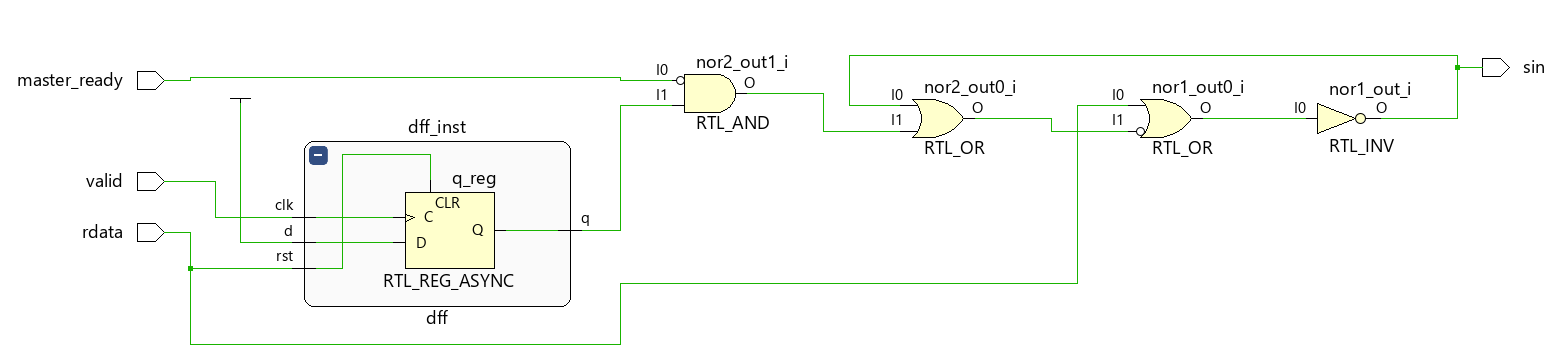 master_ready
valid
rdata
dff_inst
clk
d
rst
q_reg
CLR
C
D
Q
RTL_REG_ASYNC
q
dff
nor2_out1_i
I0
I1
O
RTL_AND
nor2_out0_i
I0
I1
O
RTL_OR
nor1_out0_i
I0
I1
O
RTL_OR
nor1_out_i
I0
O
RTL_INV
sin